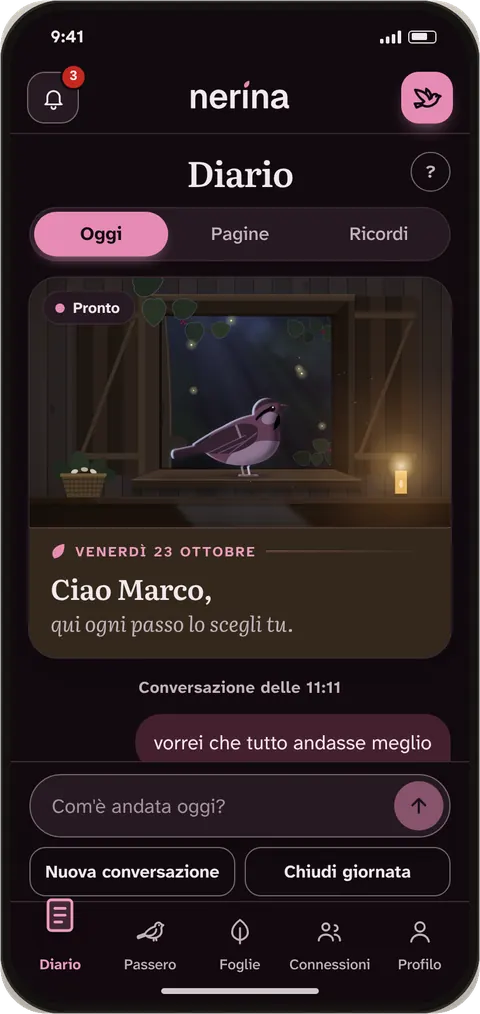 9:41
3
nerina
Diario
?
Oggi
Pagine
Ricordi
Pronto
VENERDÌ 23 OTTOBRE
Ciao Marco,
qui ogni passo lo scegli tu.
Conversazione delle 11:11
vorrei che tutto andasse meglio
Com'è andata oggi?
Nuova conversazione
Chiudi giornata
Diario
Passero
Foglie
Connessioni
Profilo